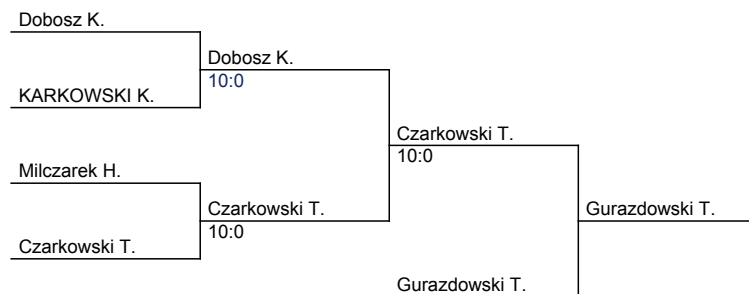 Dobosz K.
Dobosz K.
10:0
KARKOWSKI K.
Czarkowski T.
10:0
Milczarek H.
Czarkowski T.
10:0
Gurazdowski T.
Czarkowski T.
Gurazdowski T.